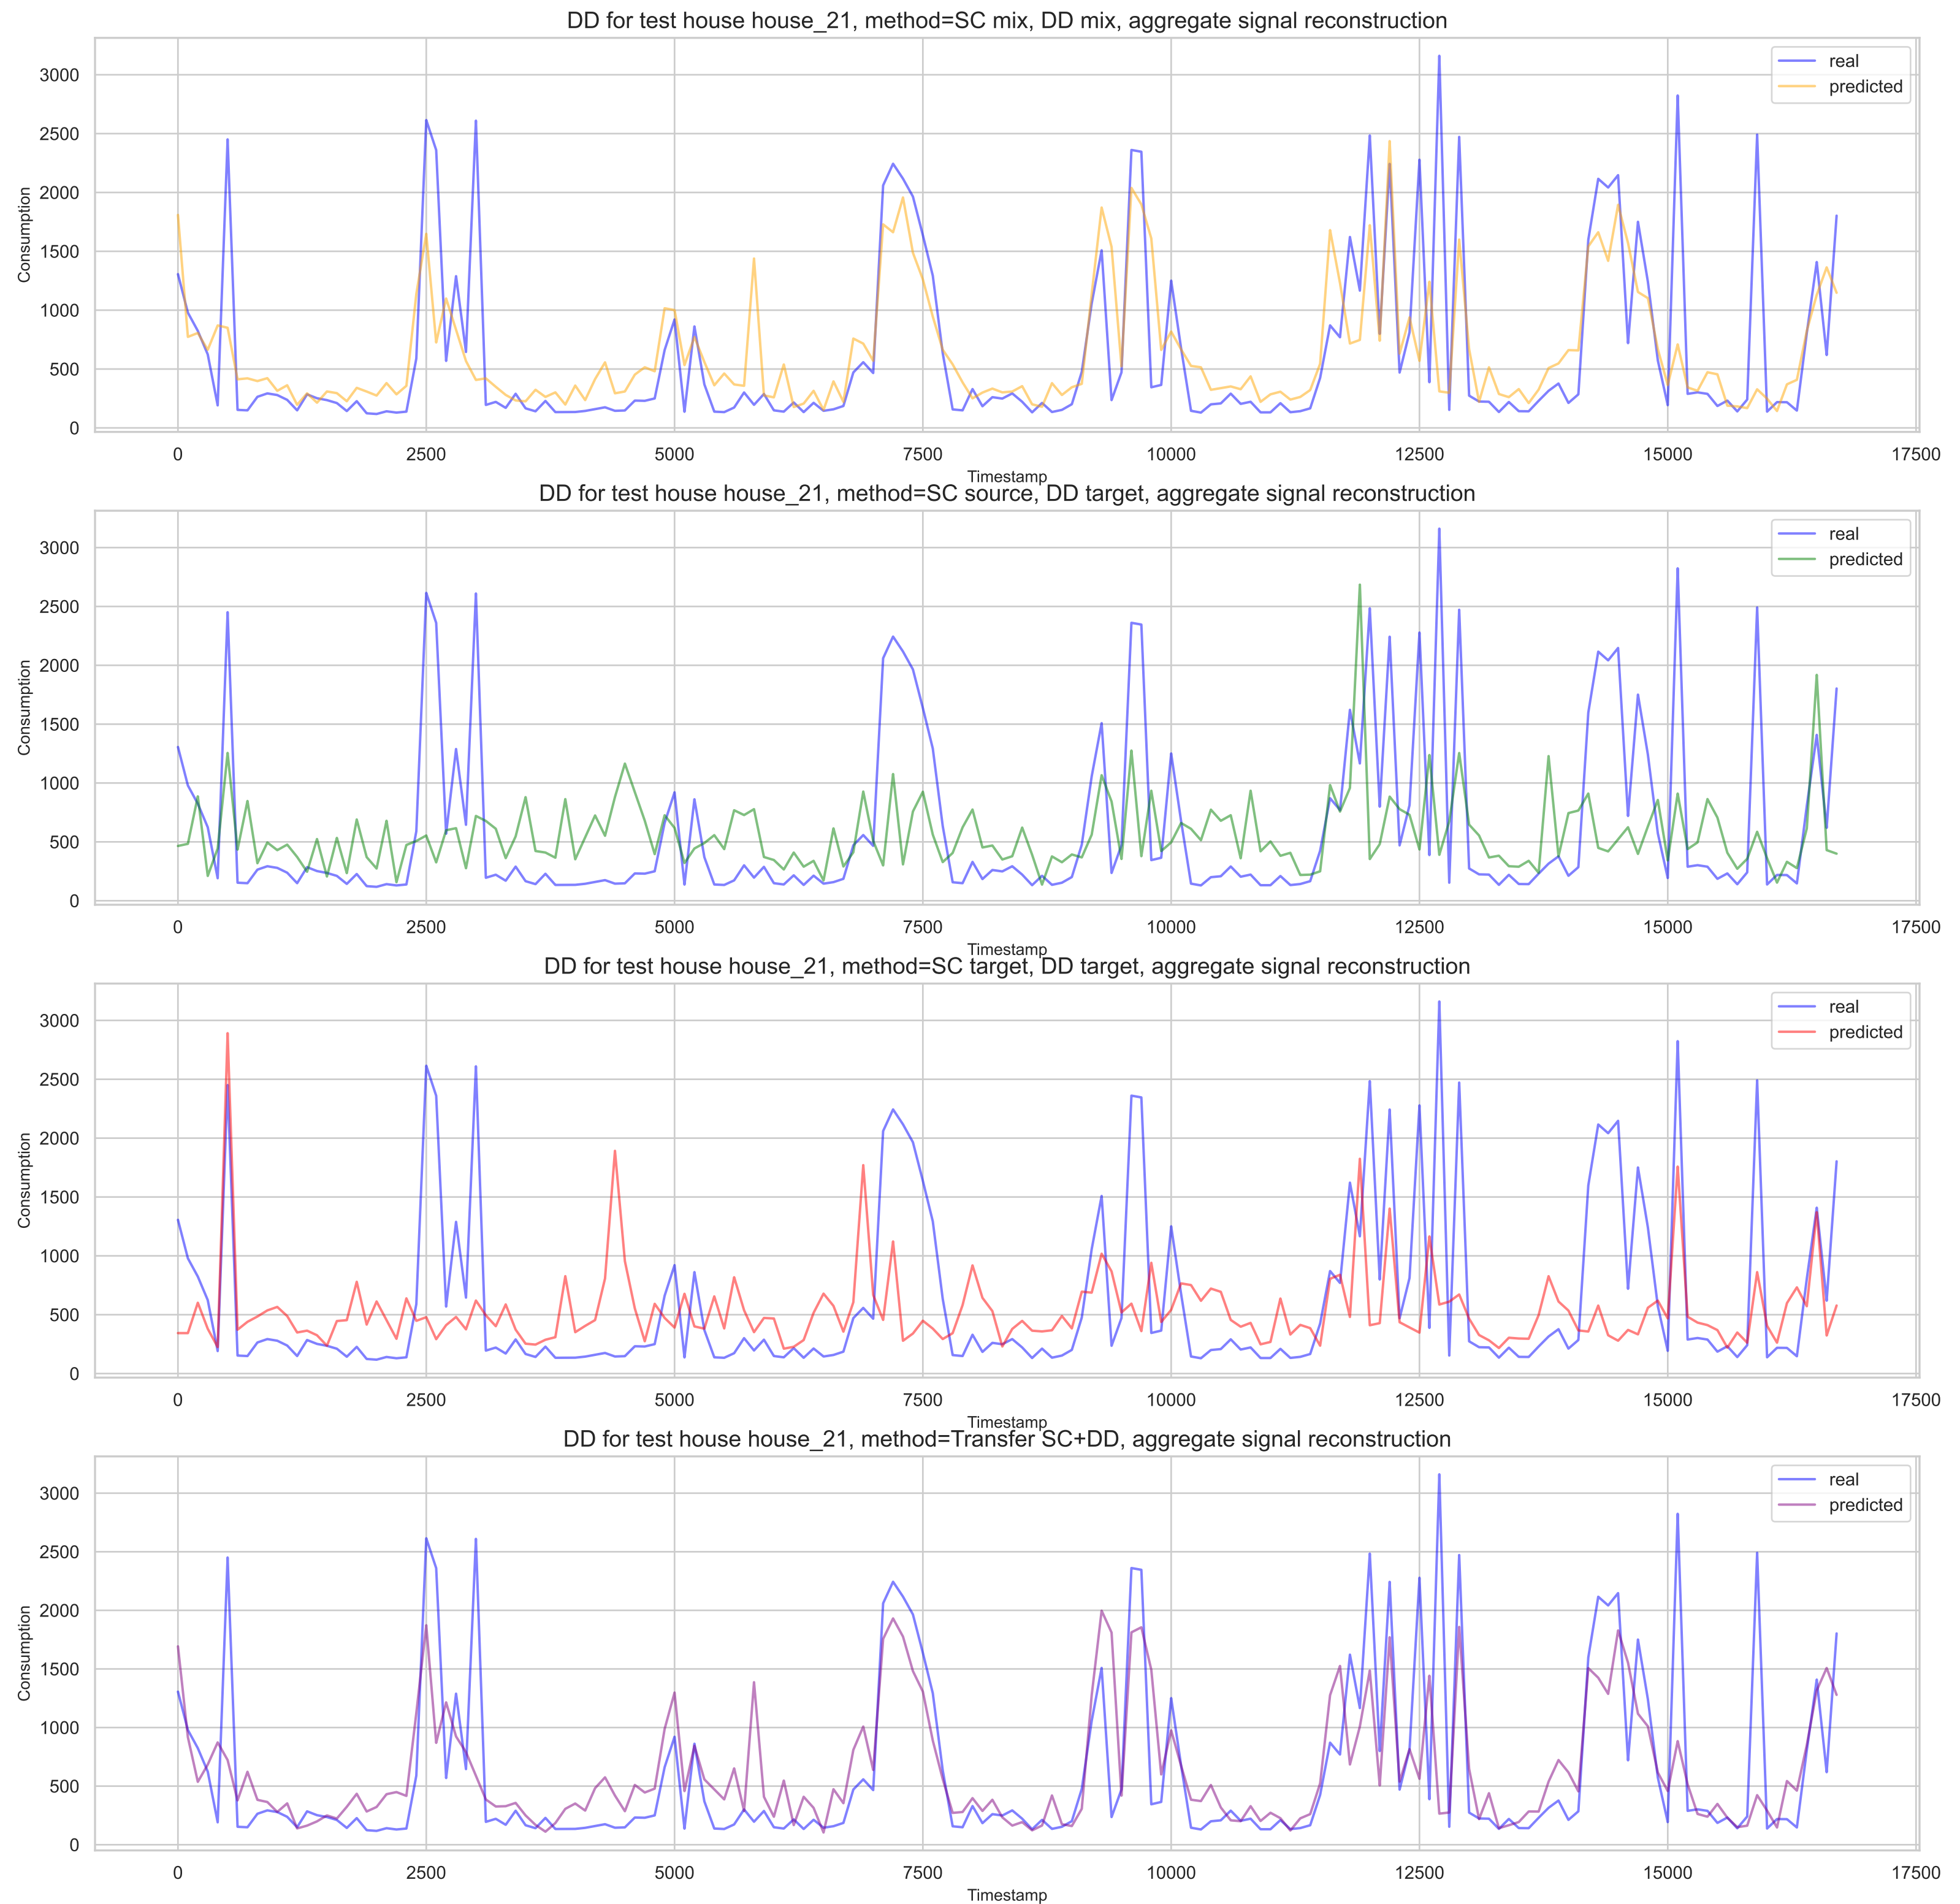 DD for test house house_21, method=SC mix, DD mix, aggregate signal reconstruction
real
predicted
3000
2500
2000
1500
1000
500
0
Consumption
0 2500 5000 7500 10000 12500 15000 17500
Timestamp
DD for test house house_21, method=SC source, DD target, aggregate signal reconstruction
real
predicted
3000
2500
2000
1500
1000
500
0
Consumption
0 2500 5000 7500 10000 12500 15000 17500
Timestamp
DD for test house house_21, method=SC target, DD target, aggregate signal reconstruction
real
predicted
3000
2500
2000
1500
1000
500
0
Consumption
0 2500 5000 7500 10000 12500 15000 17500
Timestamp
DD for test house house_21, method=Transfer SC+DD, aggregate signal reconstruction
real
predicted
3000
2500
2000
1500
1000
500
0
Consumption
0 2500 5000 7500 10000 12500 15000 17500
Timestamp